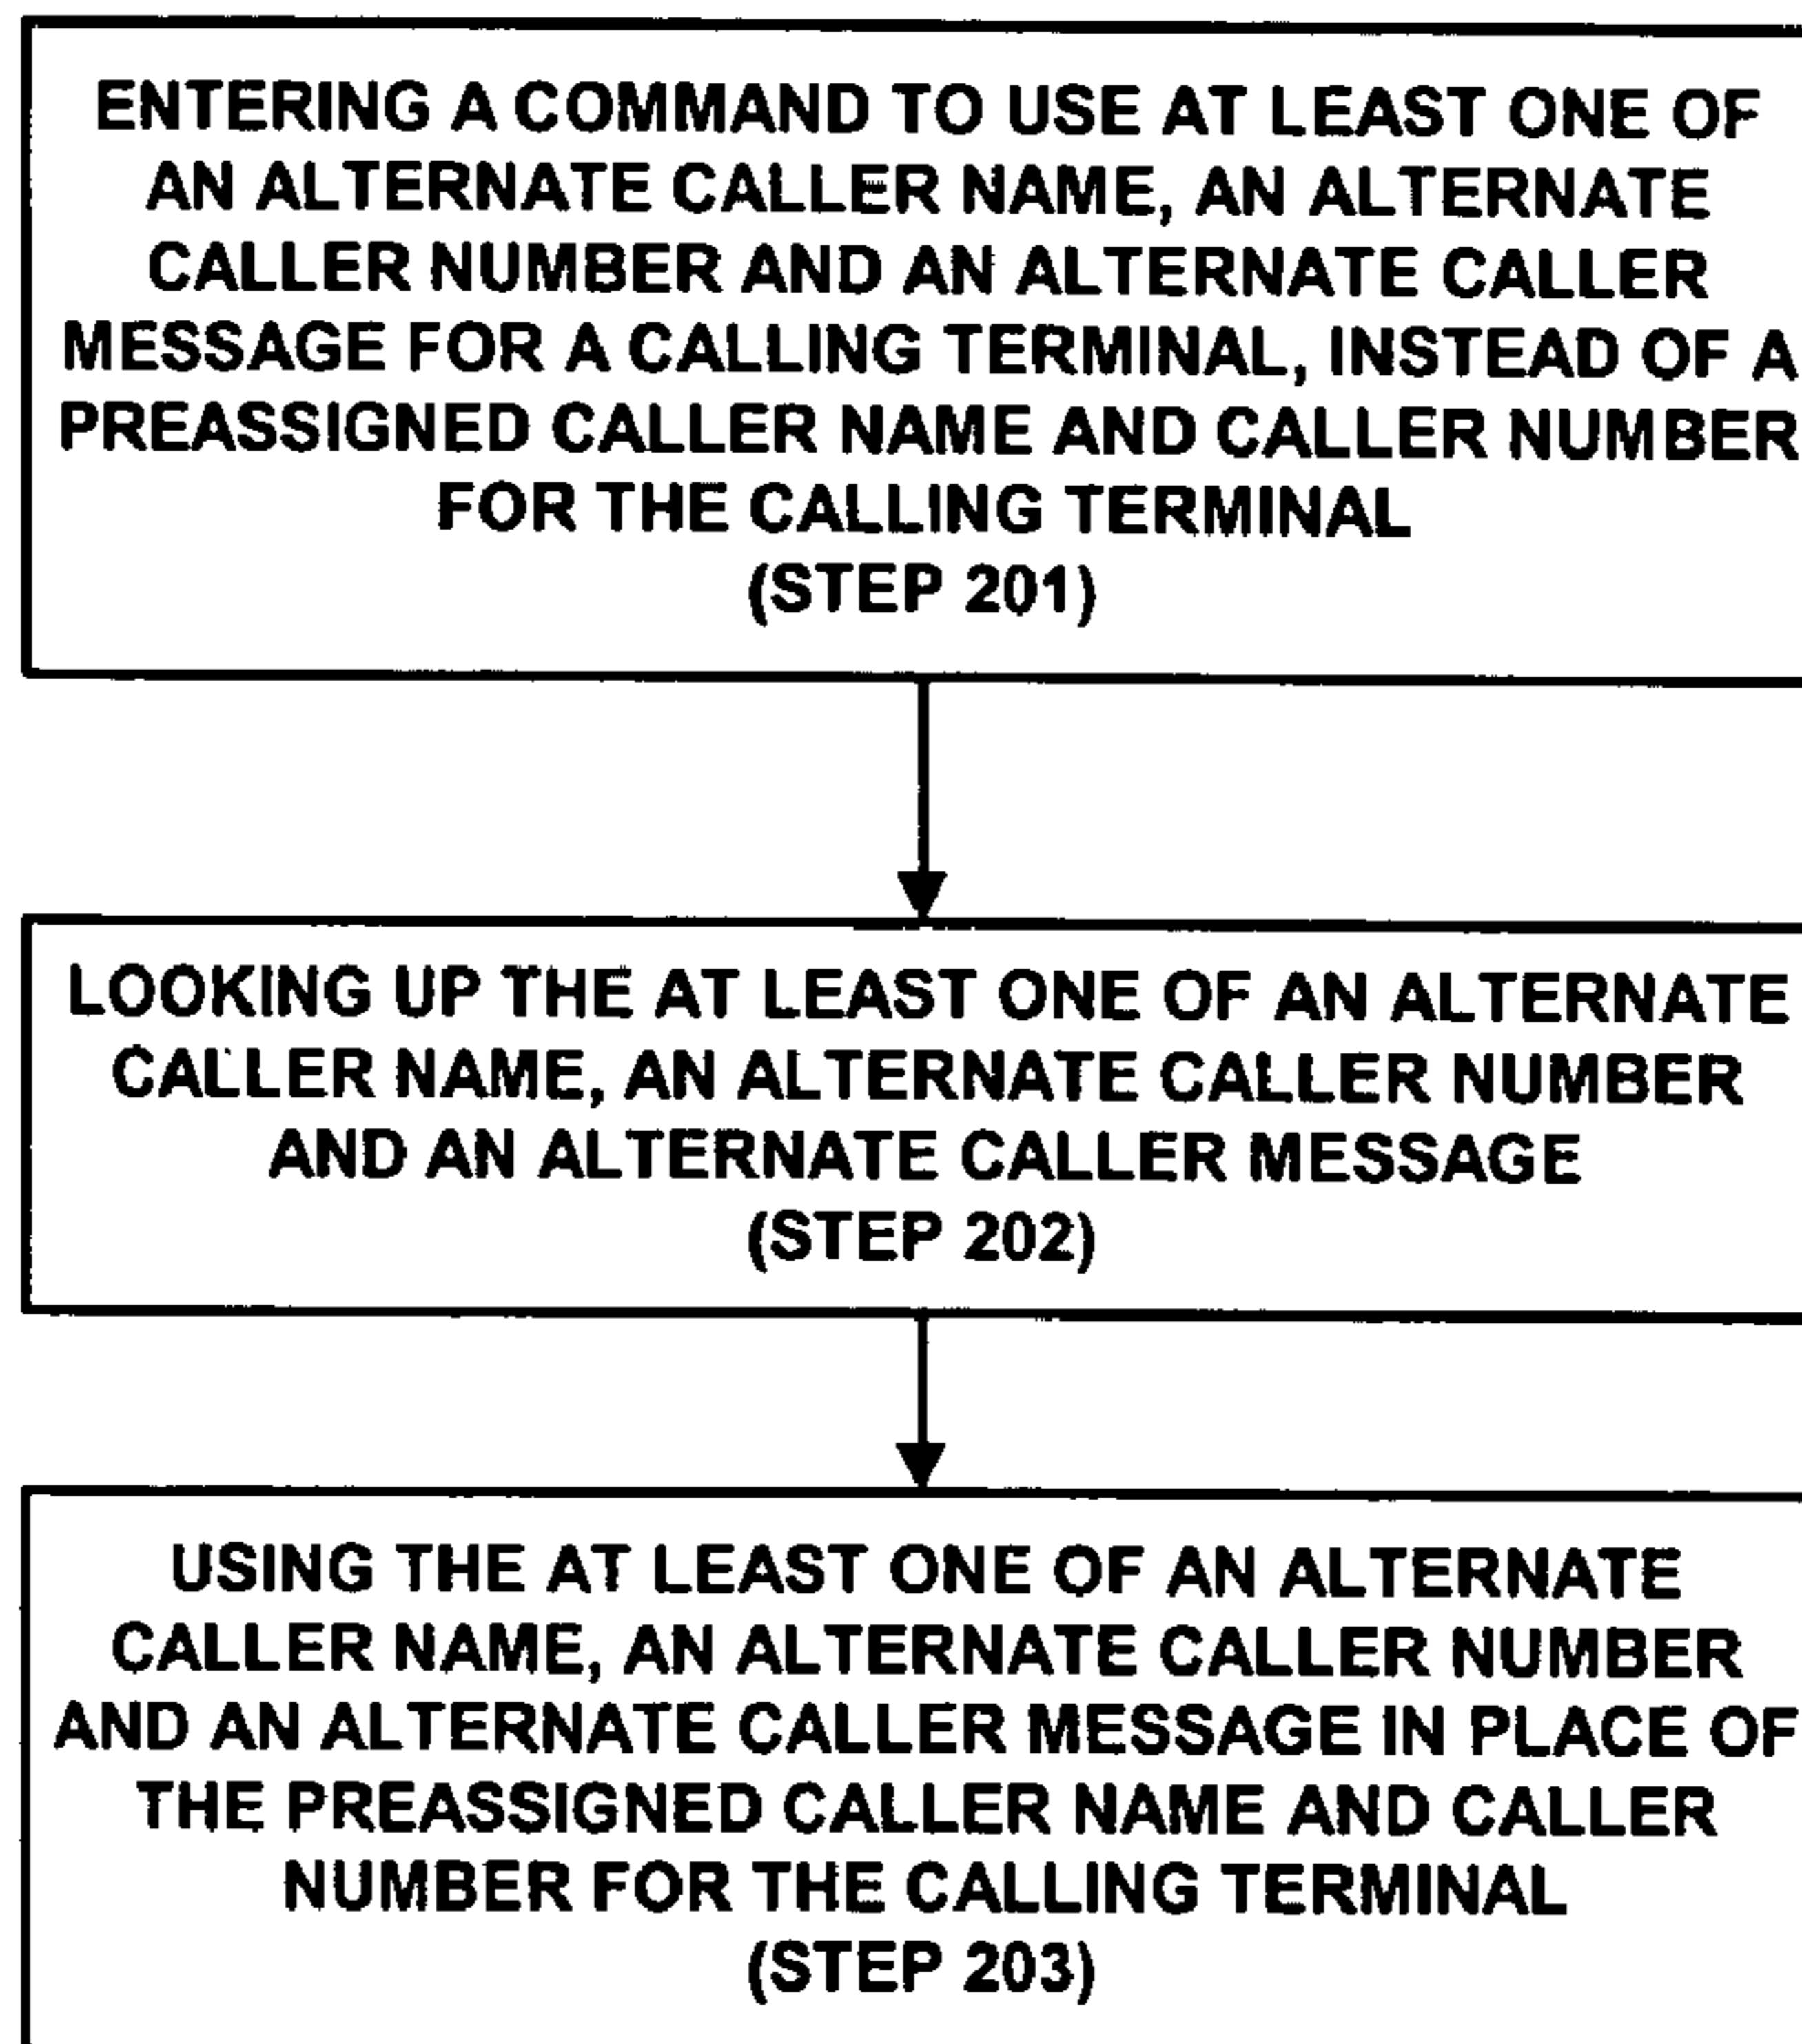 ENTERING A COMMAND TO USE AT LEAST ONE OF
AN ALTERNATE CALLER NAME, AN ALTERNATE
CALLER NUMBER AND AN ALTERNATE CALLER
MESSAGE FOR A CALLING TERMINAL, INSTEAD OF A
PREASSIGNED CALLER NAME AND CALLER NUMBER
FOR THE CALLING TERMINAL
(STEP 201)
LOOKING UP THE AT LEAST ONE OF AN ALTERNATE
CALLER NAME, AN ALTERNATE CALLER NUMBER
AND AN ALTERNATE CALLER MESSAGE
(STEP 202)
USING THE AT LEAST ONE OF AN ALTERNATE
CALLER NAME, AN ALTERNATE CALLER NUMBER
AND AN ALTERNATE CALLER MESSAGE IN PLACE OF
THE PREASSIGNED CALLER NAME AND CALLER
NUMBER FOR THE CALLING TERMINAL
(STEP 203)